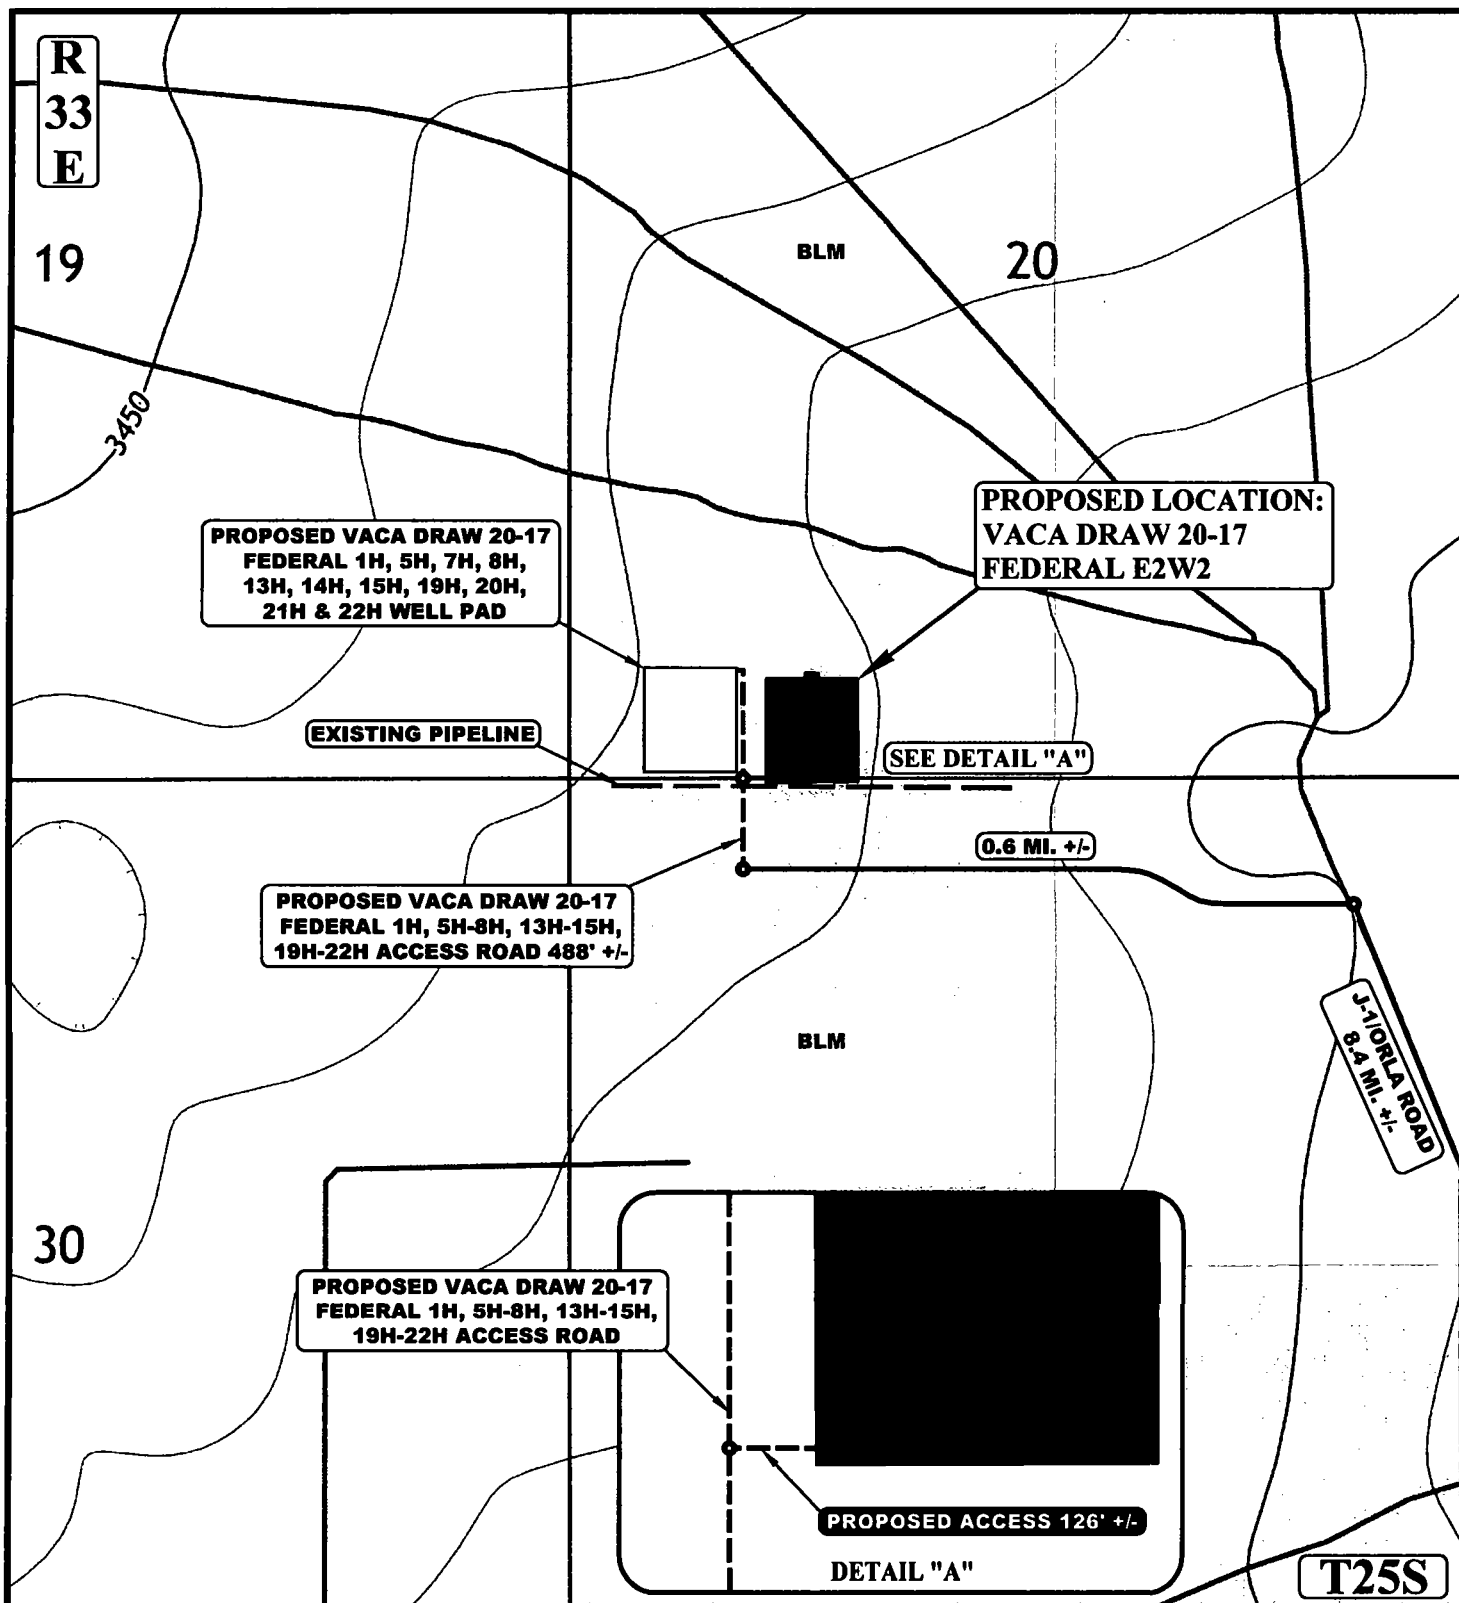 R
33
E
19
BLM
20
3450
PROPOSED LOCATION:
VACA DRAW 20-17
FEDERAL E2W2
PROPOSED VACA DRAW 20-17
FEDERAL 1H, 5H, 7H, 8H,
13H, 14H, 15H, 19H, 20H,
21H & 22H WELL PAD
EXISTING PIPELINE
SEE DETAIL "A"
0.6 MI. +/-
PROPOSED VACA DRAW 20-17
FEDERAL 1H, 5H-8H, 13H-15H,
19H-22H ACCESS ROAD 488' +/-
J-1/ORLA ROAD
8.4 MI. +/-
BLM
30
PROPOSED VACA DRAW 20-17
FEDERAL 1H, 5H-8H, 13H-15H,
19H-22H ACCESS ROAD
PROPOSED ACCESS 126' +/-
DETAIL "A"
T25S